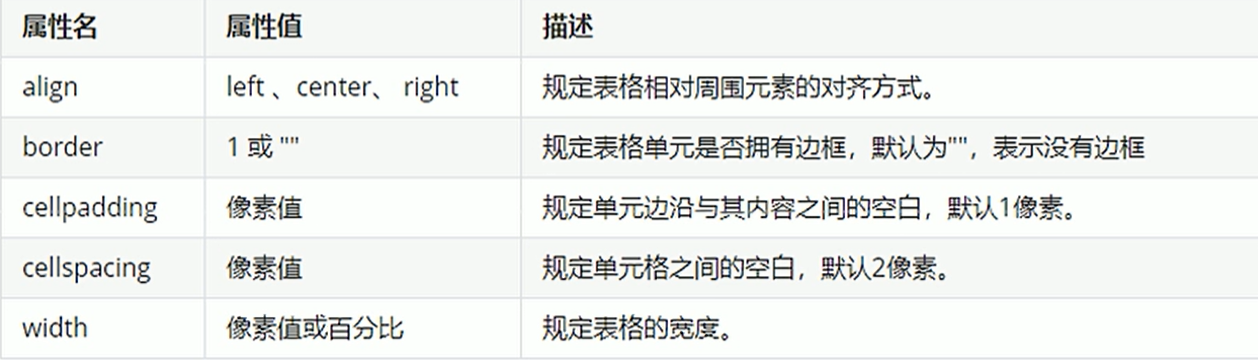 属性名 属性值 描述
align left 、center、 right 规定表格相对周围元素的对齐方式。
border 1 或 "" 规定表格单元是否拥有边框，默认为""，表示没有边框
cellpadding 像素值 规定单元边沿与其内容之间的空白，默认1像素。
cellspacing 像素值 规定单元格之间的空白，默认2像素。
width 像素值或百分比 规定表格的宽度。